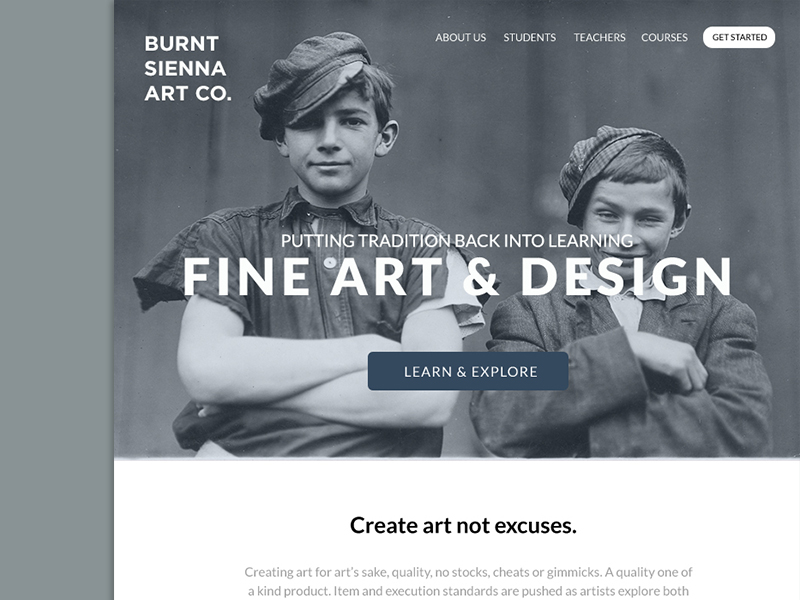 BURNT
SIENNA
ART CO.
ABOUT US STUDENTS TEACHERS COURSES GET STARTED
PUTTING TRADITION BACK INTO LEARNING
FINE ART & DESIGN
LEARN & EXPLORE
Create art not excuses.
Creating art for art's sake, quality, no stocks, cheats or gimmicks. A quality one of
a kind product. Item and execution standards are pushed as artists explore both